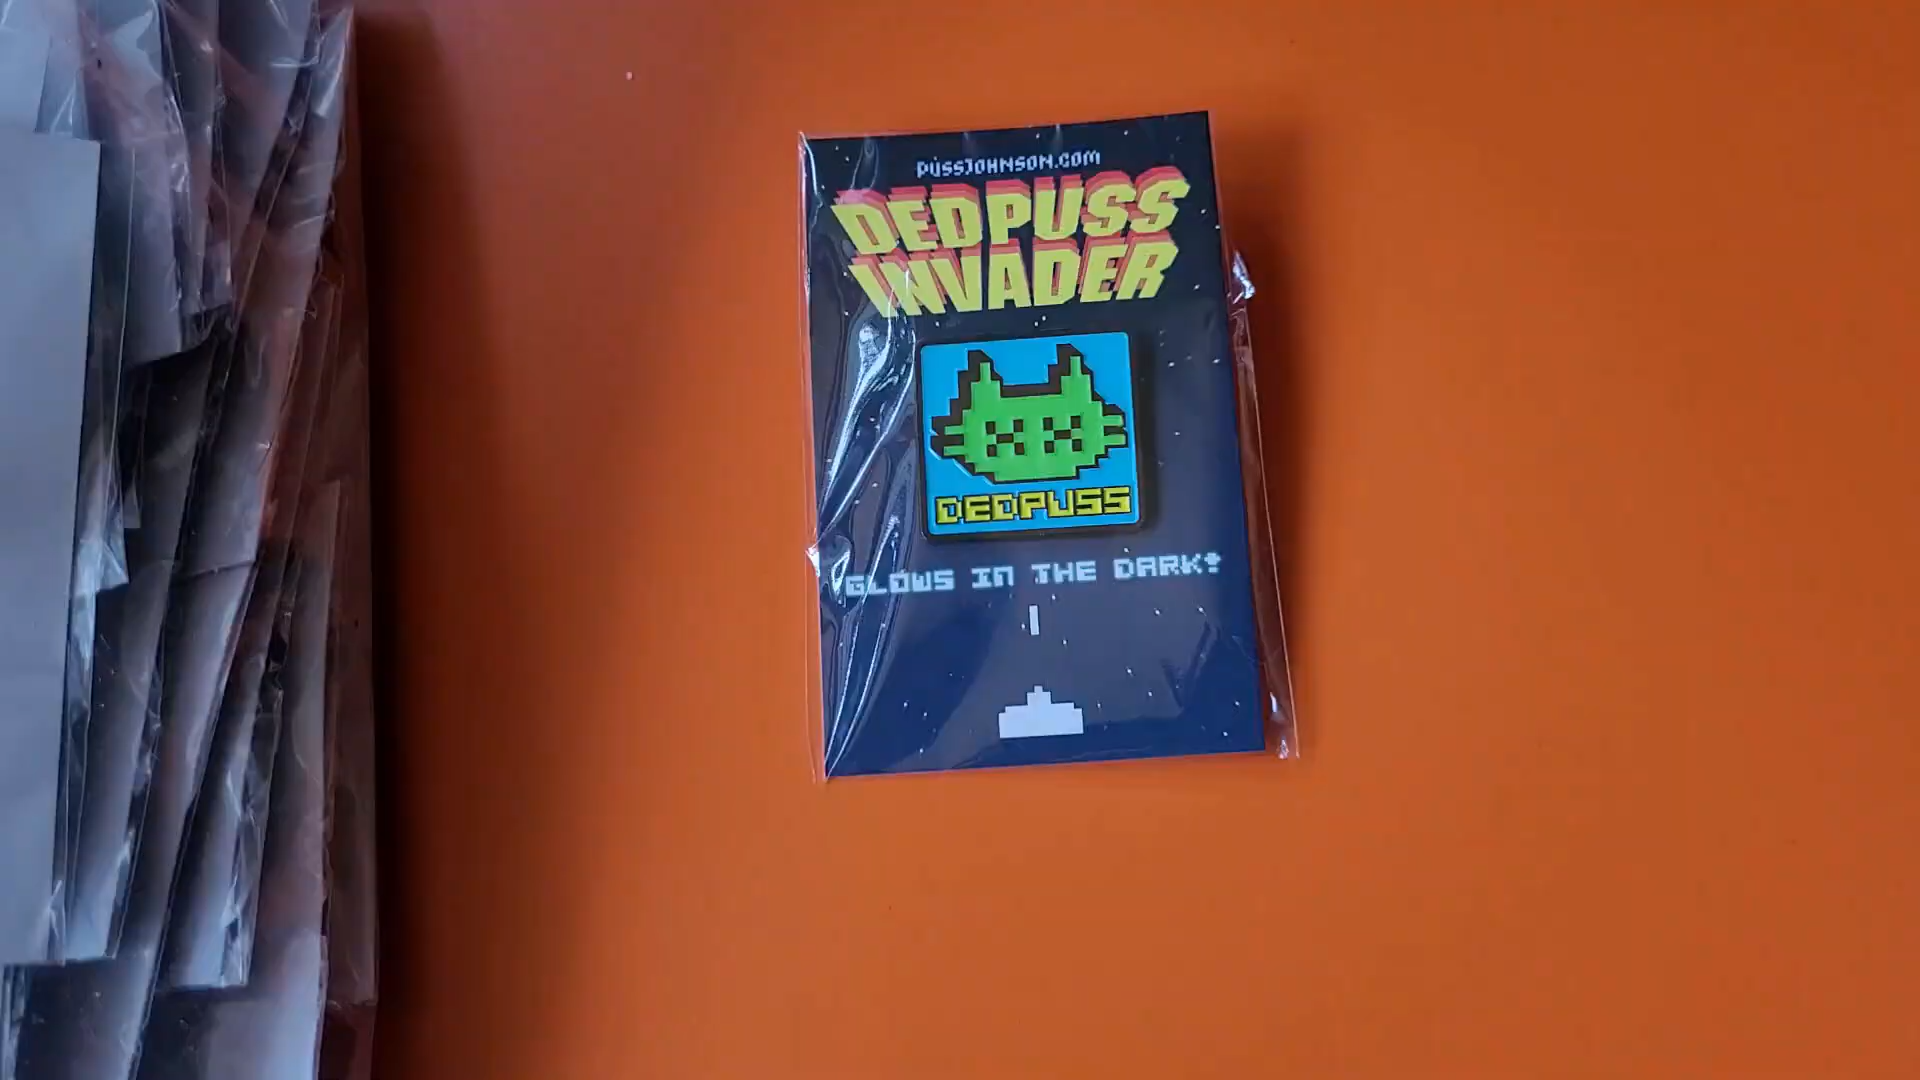 PUSSJOHNSON.COM
DEDPUSS
INVADER
DEDPUSS
GLOWS IN THE DARK!